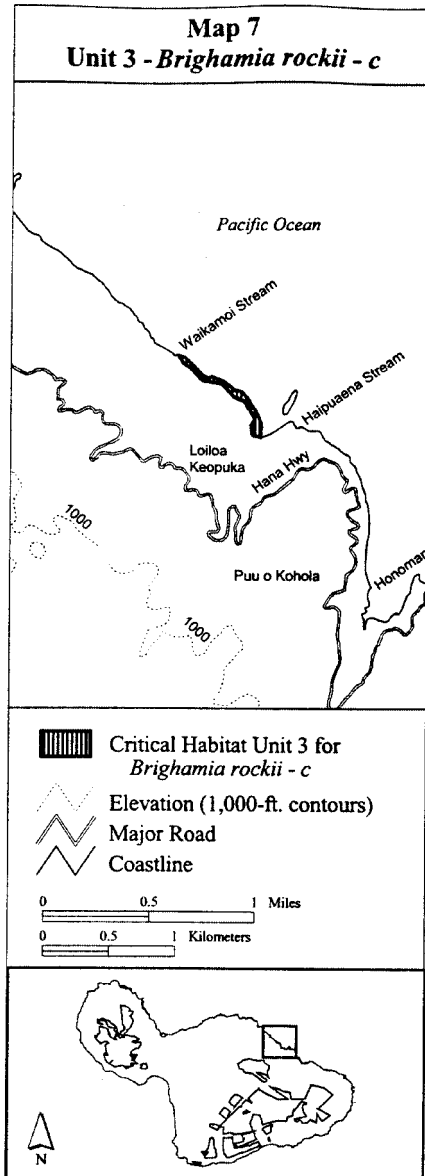 Map 7
Unit 3 - Brighamia rockii - c
Pacific Ocean
Waikamoi Stream
Haipuaena Stream
Loiloa
Keopuka
Hana Hwy
1000
1000
Puu o Kohola
Honoman
Critical Habitat Unit 3 for
Brighamia rockii - c
Elevation (1,000-ft. contours)
Major Road
Coastline
0 0.5 1 Miles
0 0.5 1 Kilometers
N